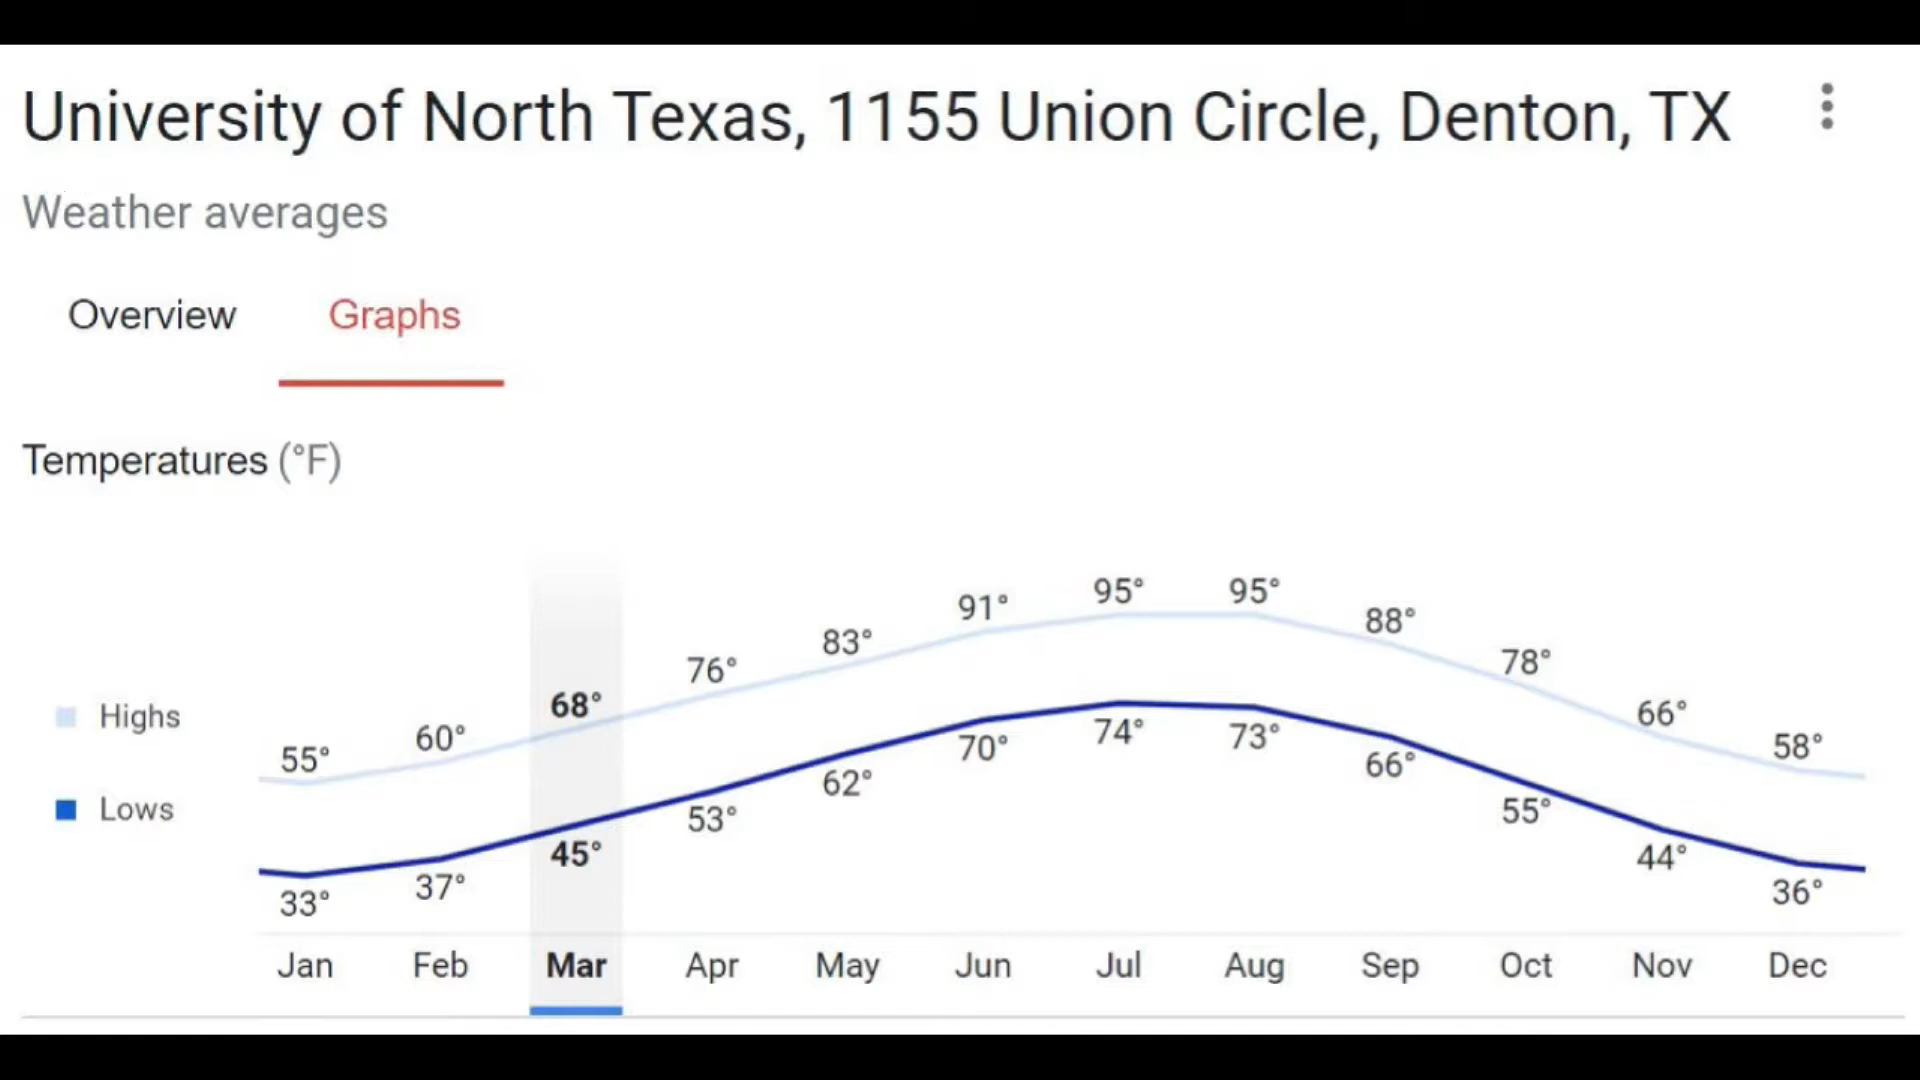 University of North Texas, 1155 Union Circle, Denton, TX
Weather averages
Overview Graphs
Temperatures (°F)
95° 95°
91° 88°
83° 78°
76°
68° 66°
60° 58°
55°
Highs
74° 73°
70° 66°
62°
53° 55°
Lows
45° 44°
37° 36°
33°
Jan Feb Mar Apr May Jun Jul Aug Sep Oct Nov Dec